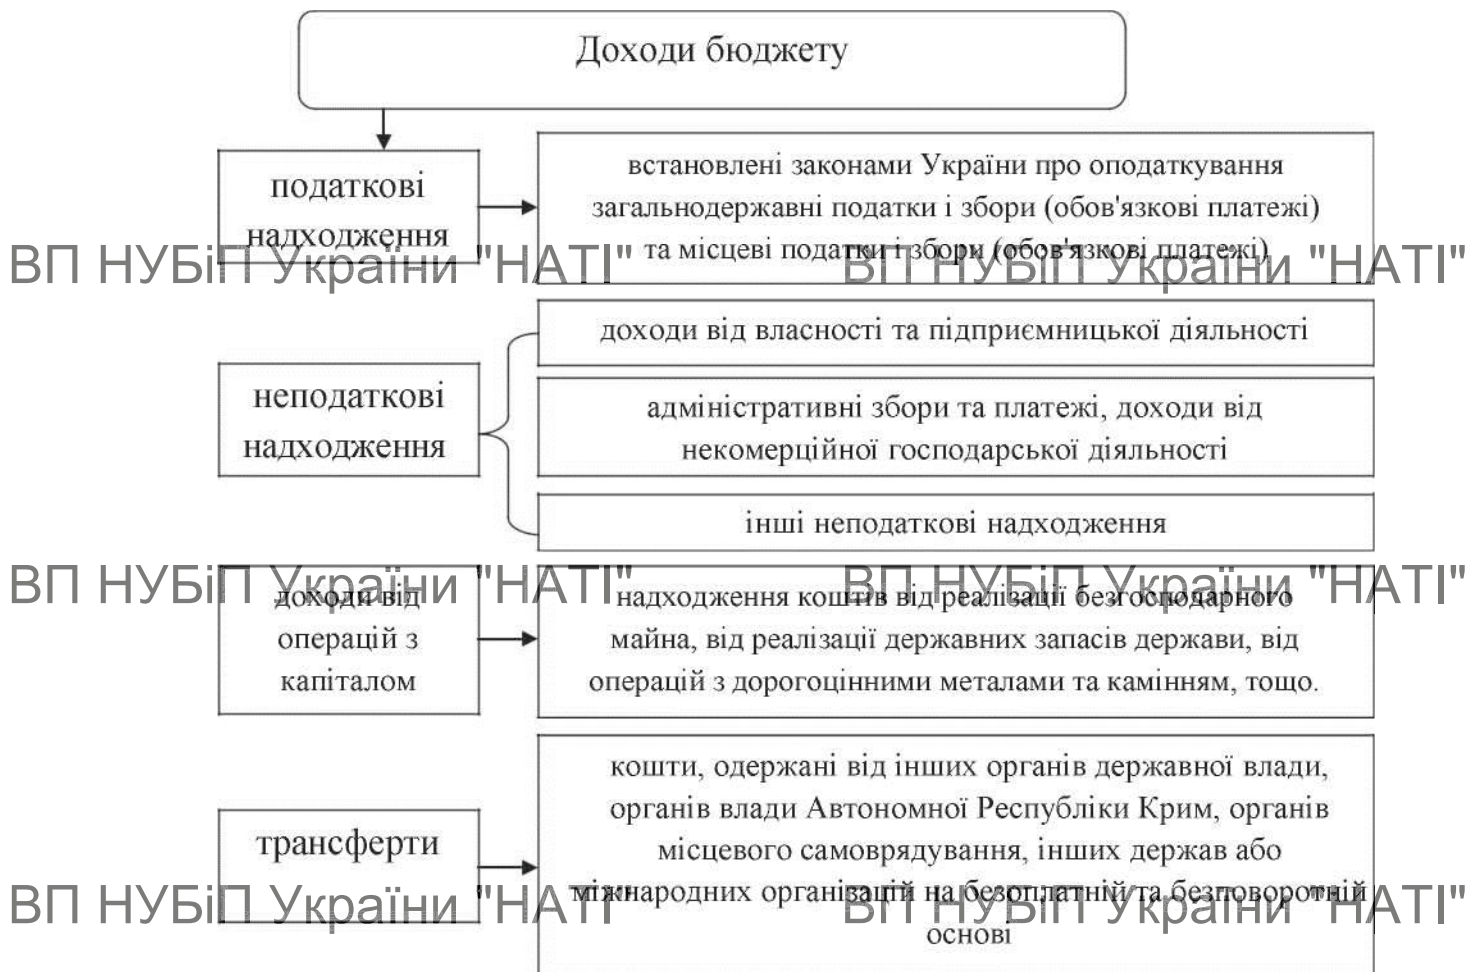 Доходи бюджету
податкові
надходження
встановлені законами України про оподаткування
загальнодержавні податки і збори (обов'язкові платежі)
та місцеві податки і збори (обов'язкові платежі)
ВП НУБіП України "НАТІ"
ВП НУБіП України "НАТІ"
неподаткові
надходження
доходи від власності та підприємницької діяльності
адміністративні збори та платежі, доходи від
некомерційної господарської діяльності
інші неподаткові надходження
ВП НУБіП України "НАТІ"
ВП НУБіП України "НАТІ"
доходи від
операцій з
капіталом
надходження коштів від реалізації безгосподарного
майна, від реалізації державних запасів держави, від
операцій з дорогоцінними металами та камінням, тощо.
трансферти
кошти, одержані від інших органів державної влади,
органів влади Автономної Республіки Крим, органів
місцевого самоврядування, інших держав або
міжнародних організацій на безоплатній та безповоротній
основі
ВП НУБіП України "НАТІ"
ВП НУБіП України "НАТІ"